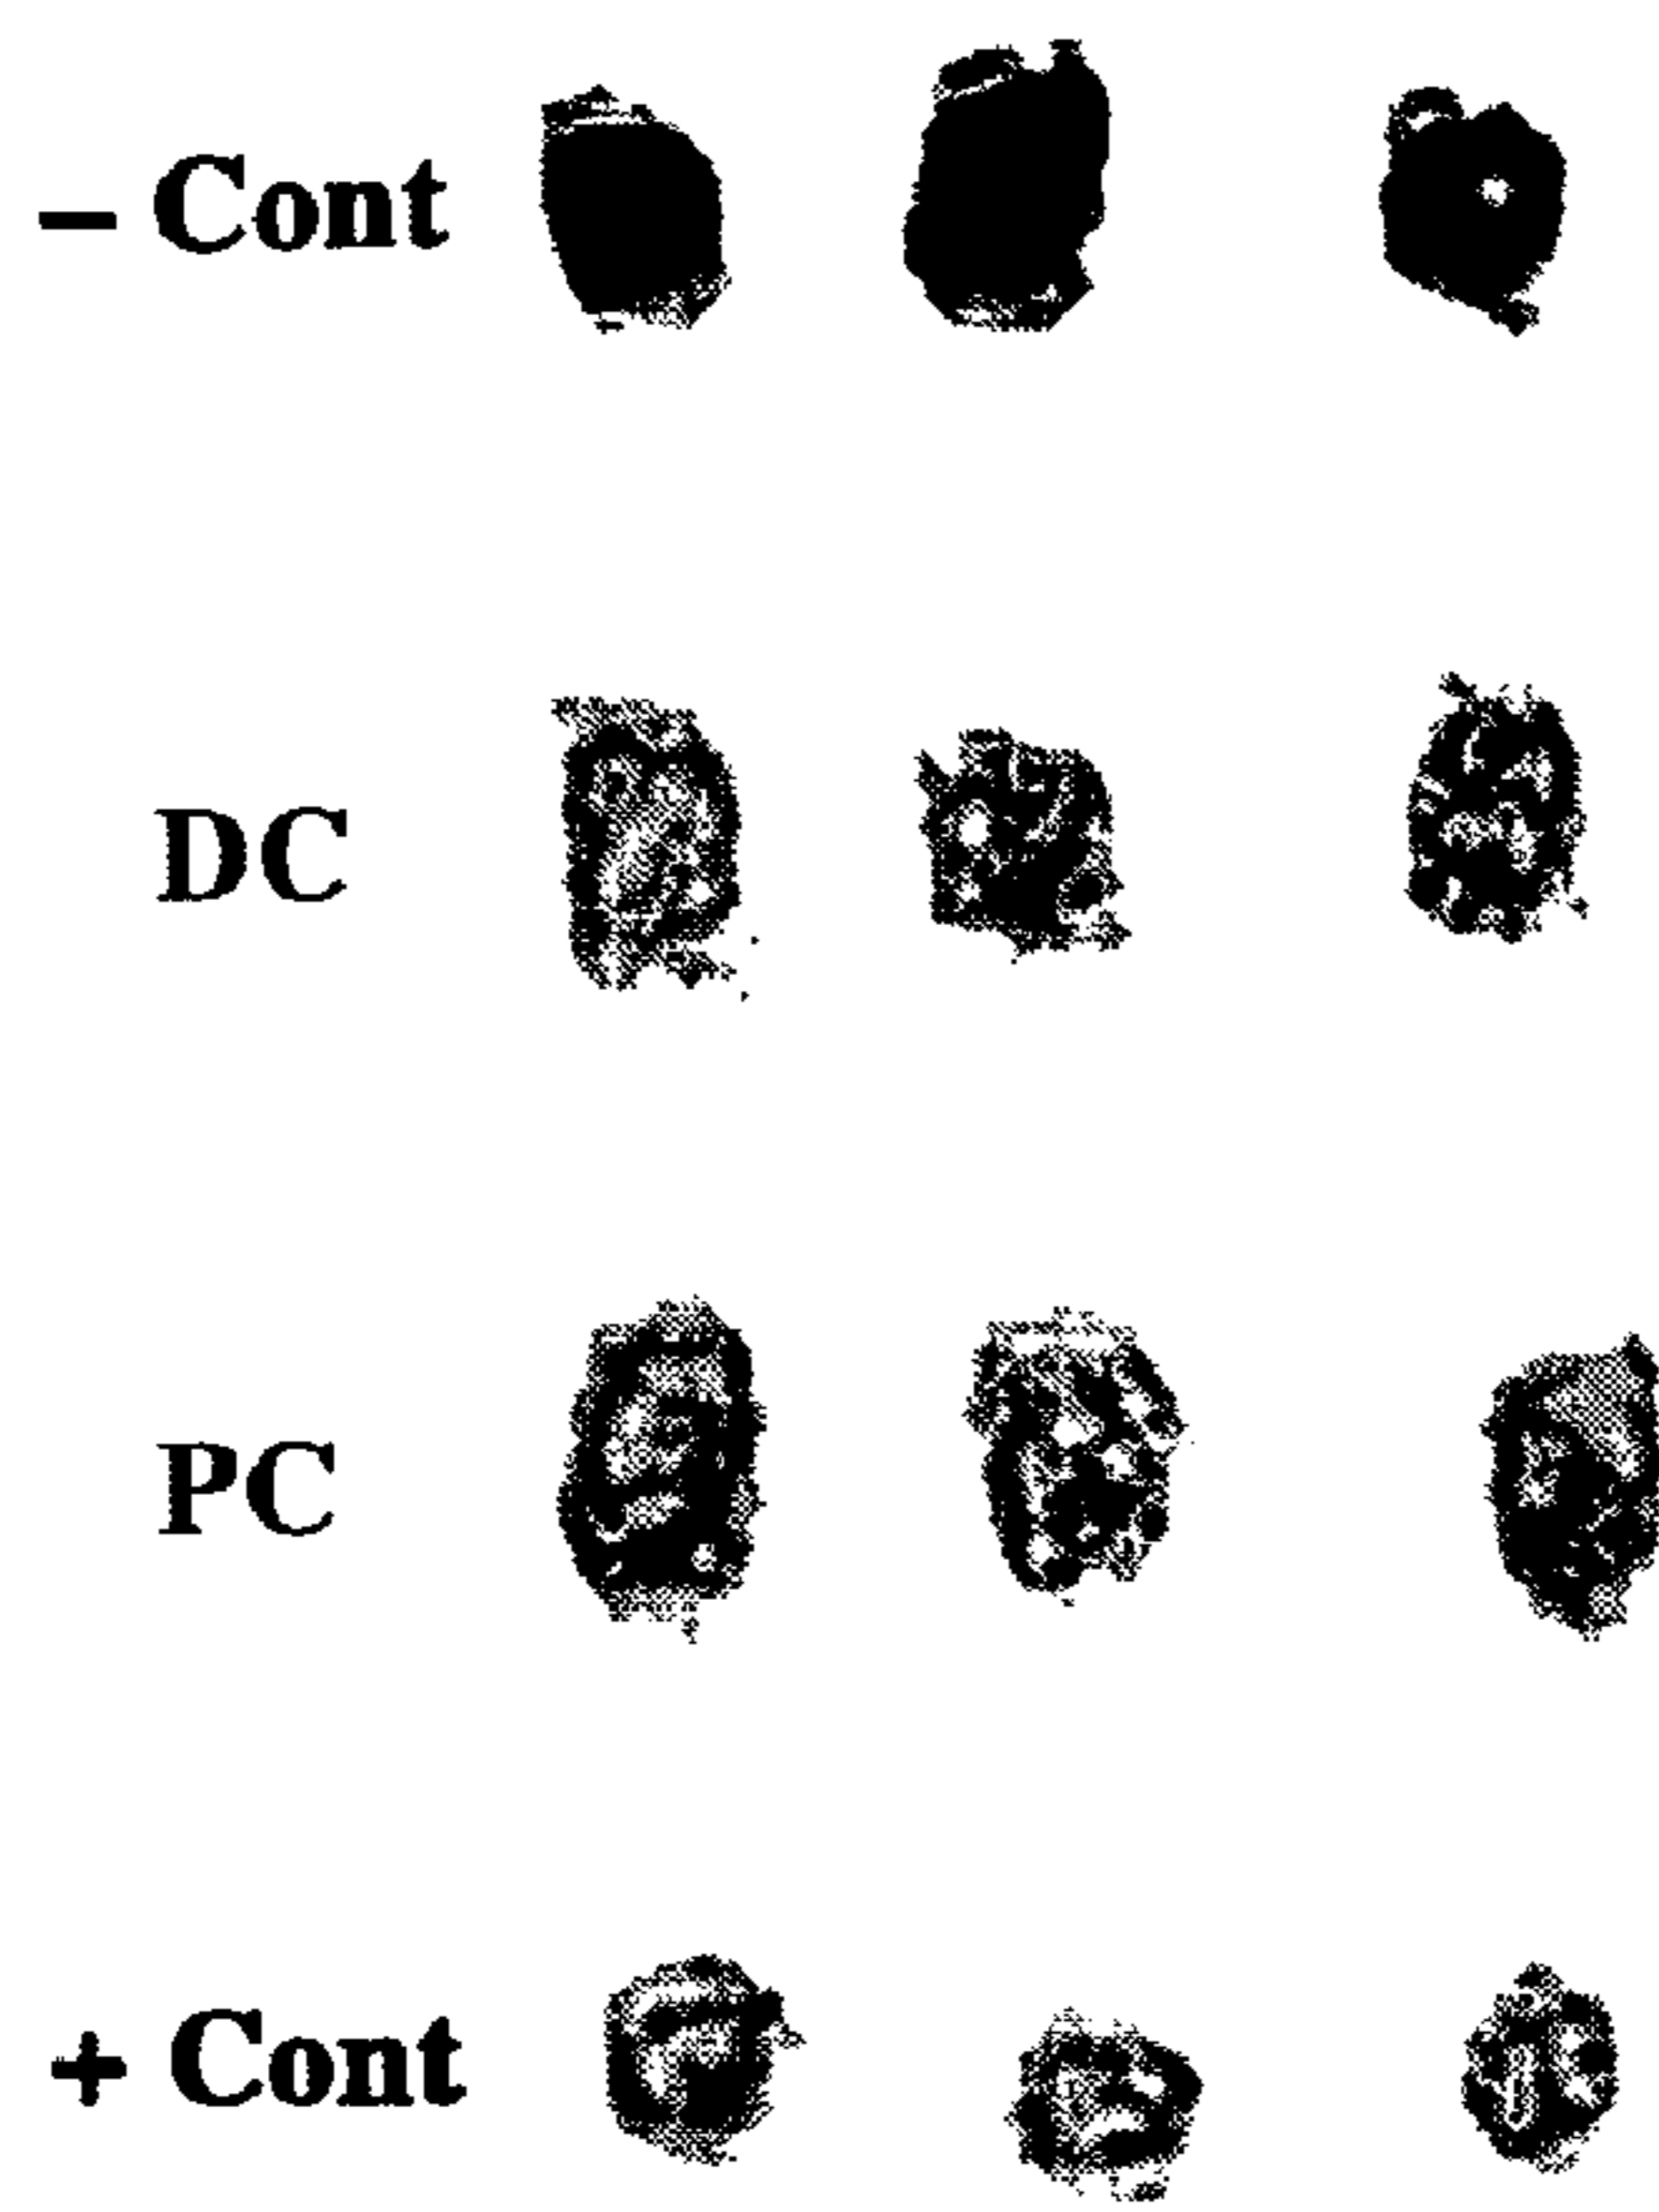 – Cont
DC
PC
+ Cont